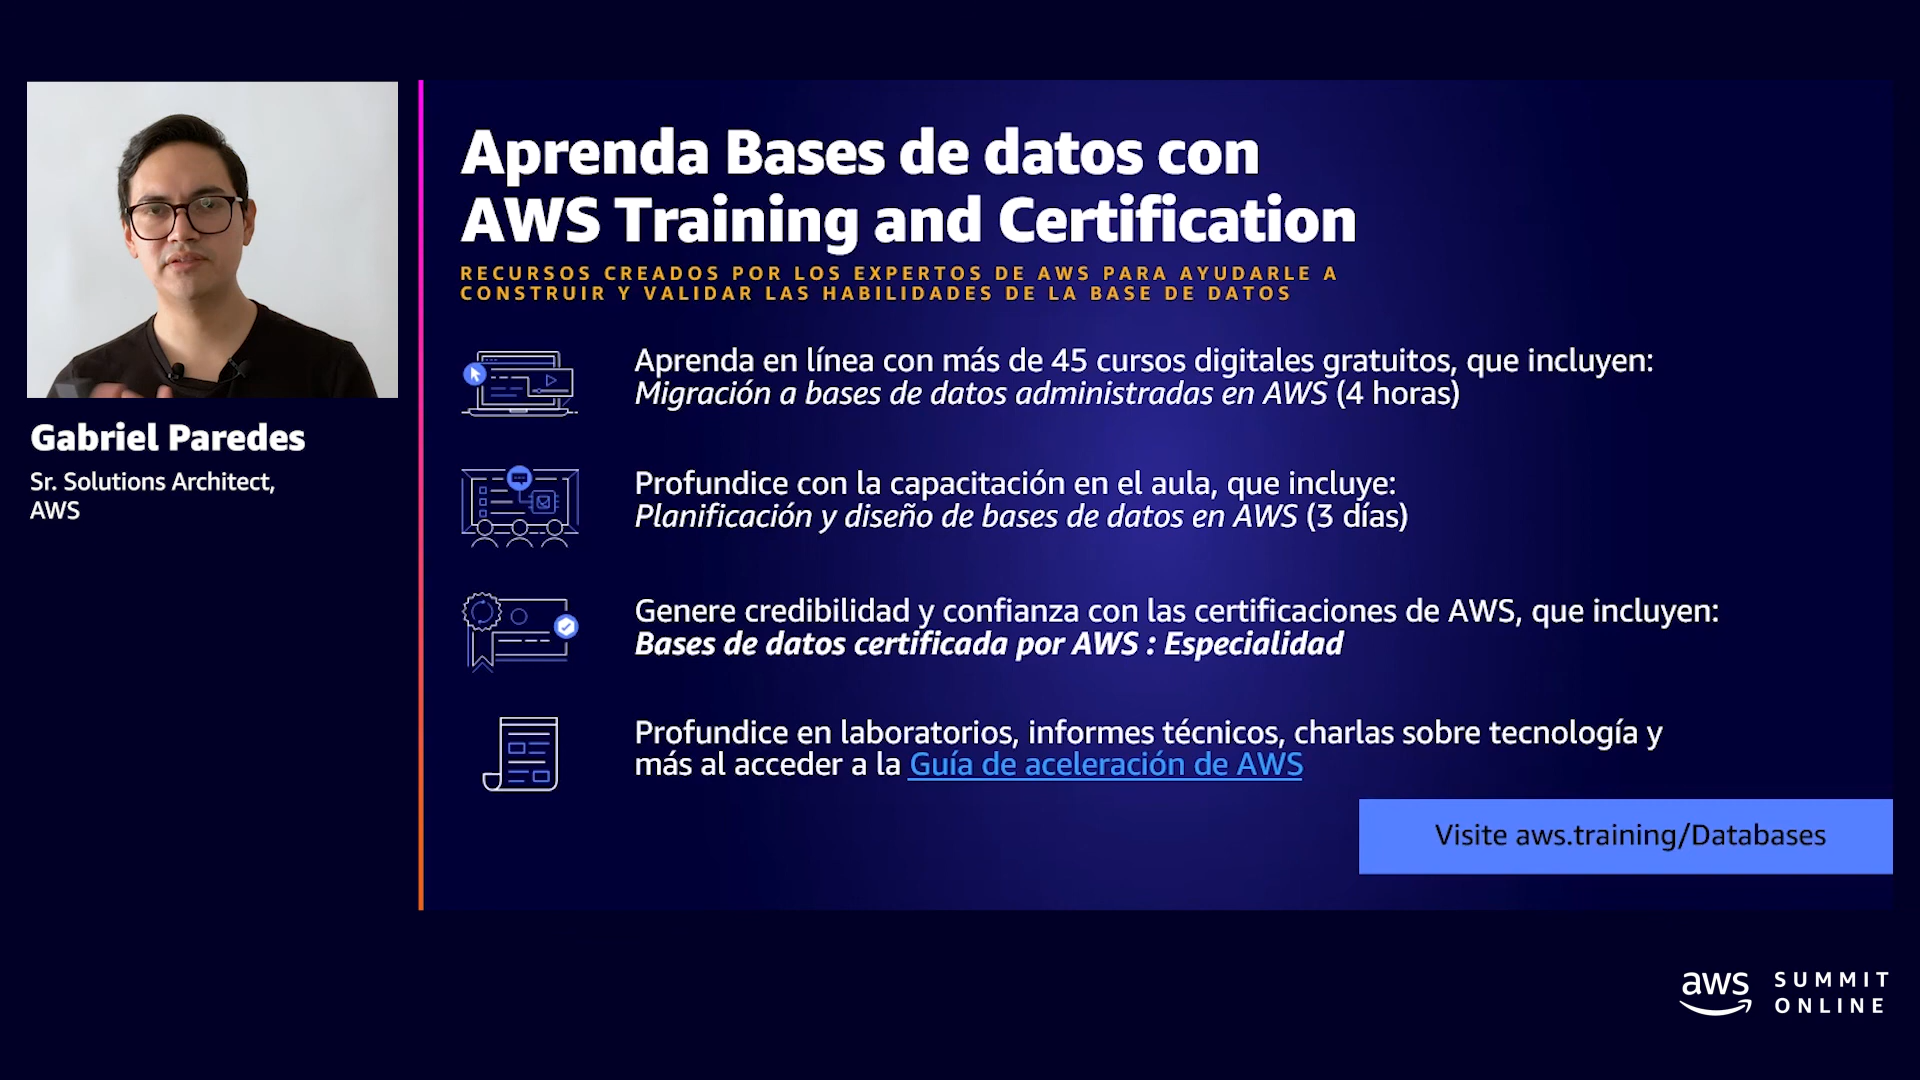 Gabriel Paredes
Sr. Solutions Architect,
AWS
Aprenda Bases de datos con
AWS Training and Certification
RECURSOS CREADOS POR LOS EXPERTOS DE AWS PARA AYUDARLE A
CONSTRUIR Y VALIDAR LAS HABILIDADES DE LA BASE DE DATOS
Aprenda en línea con más de 45 cursos digitales gratuitos, que incluyen:
Migración a bases de datos administradas en AWS (4 horas)
Profundice con la capacitación en el aula, que incluye:
Planificación y diseño de bases de datos en AWS (3 días)
Genere credibilidad y confianza con las certificaciones de AWS, que incluyen:
Bases de datos certificada por AWS : Especialidad
Profundice en laboratorios, informes técnicos, charlas sobre tecnología y
más al acceder a la Guía de aceleración de AWS
Visite aws.training/Databases
aws SUMMIT
ONLINE